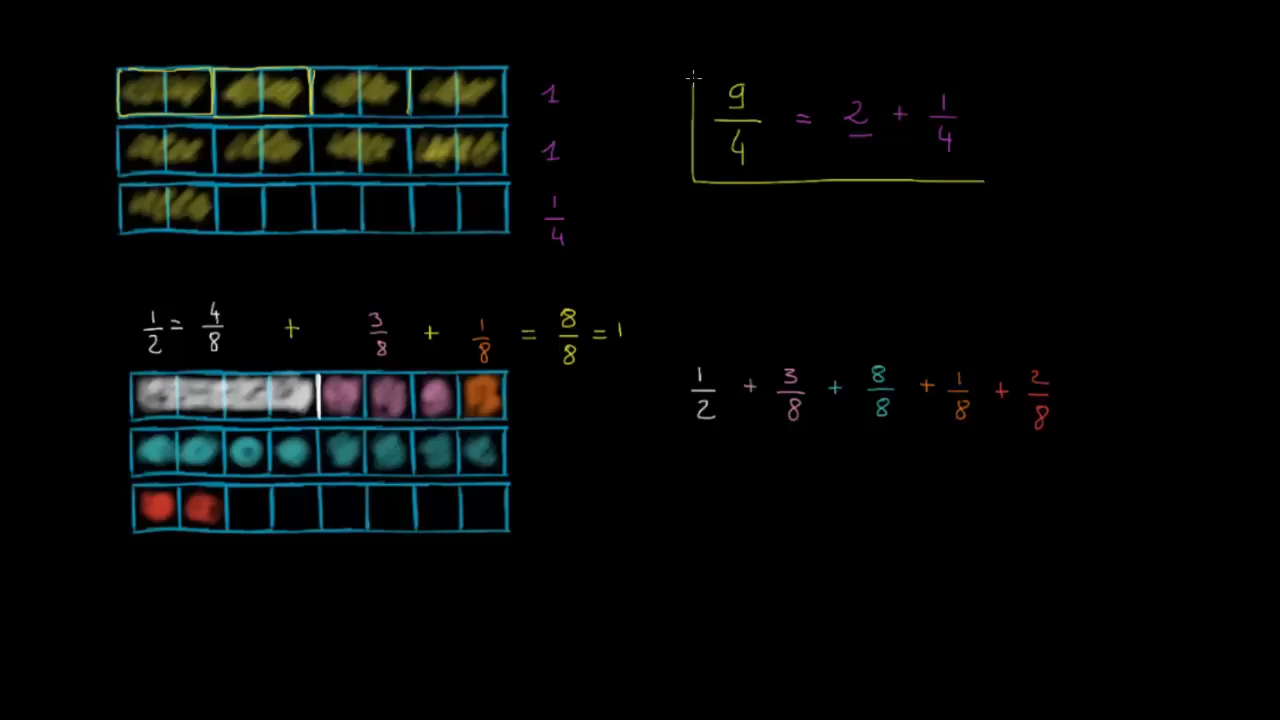 1
1
1/4
9/4 = 2 + 1/4
1/2 = 4/8 + 3/8 + 1/8 = 8/8 = 1
1/2 + 3/8 + 8/8 + 1/8 + 2/8